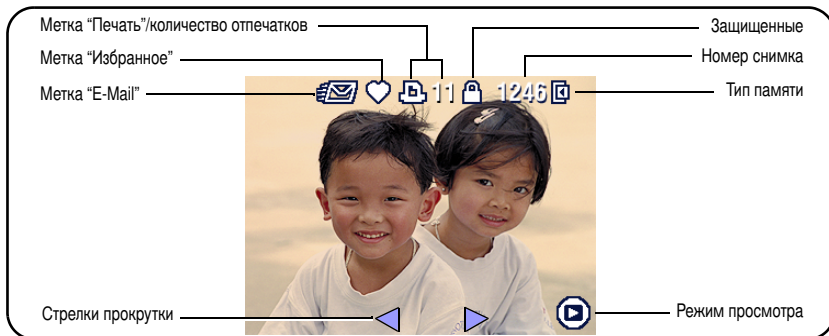 Метка “Печать”/количество отпечатков
Защищенные
Метка “Избранное”
Номер снимка
Метка “E-Mail”
11
1246
Тип памяти
Стрелки прокрутки
Режим просмотра